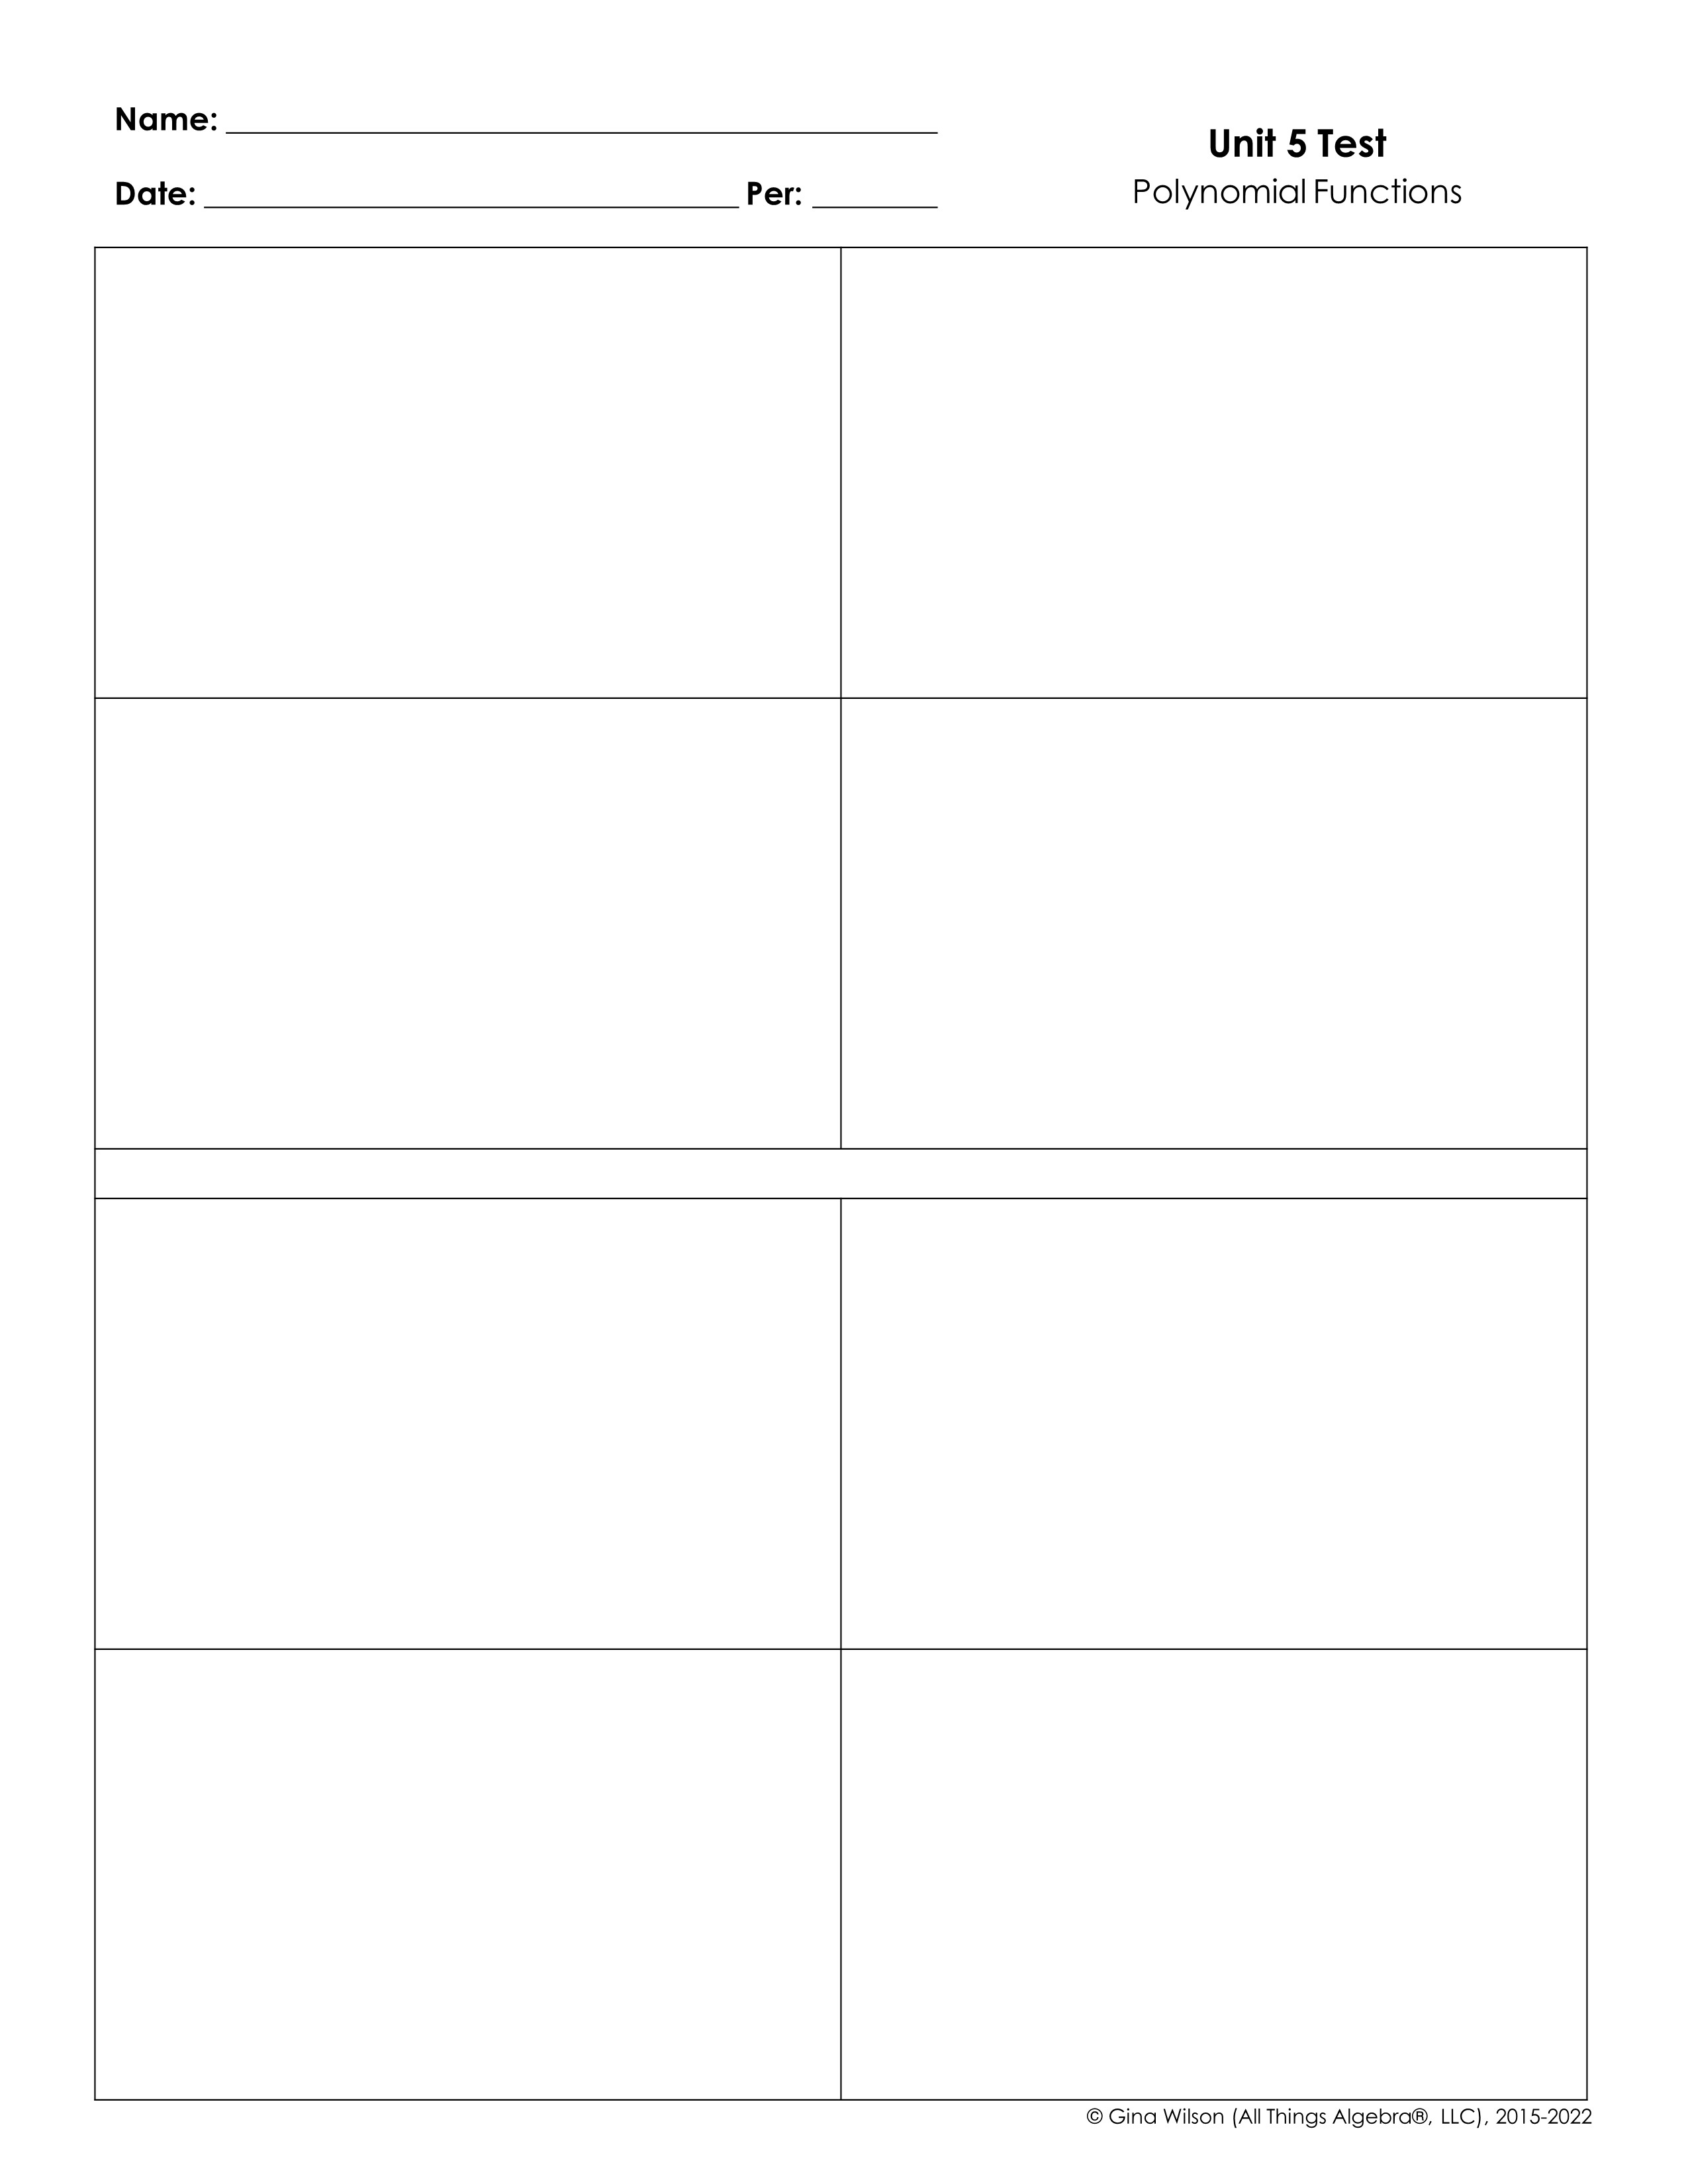 Name:
Date: Per:
Unit 5 Test
Polynomial Functions
© Gina Wilson (All Things Algebra®, LLC), 2015-2022